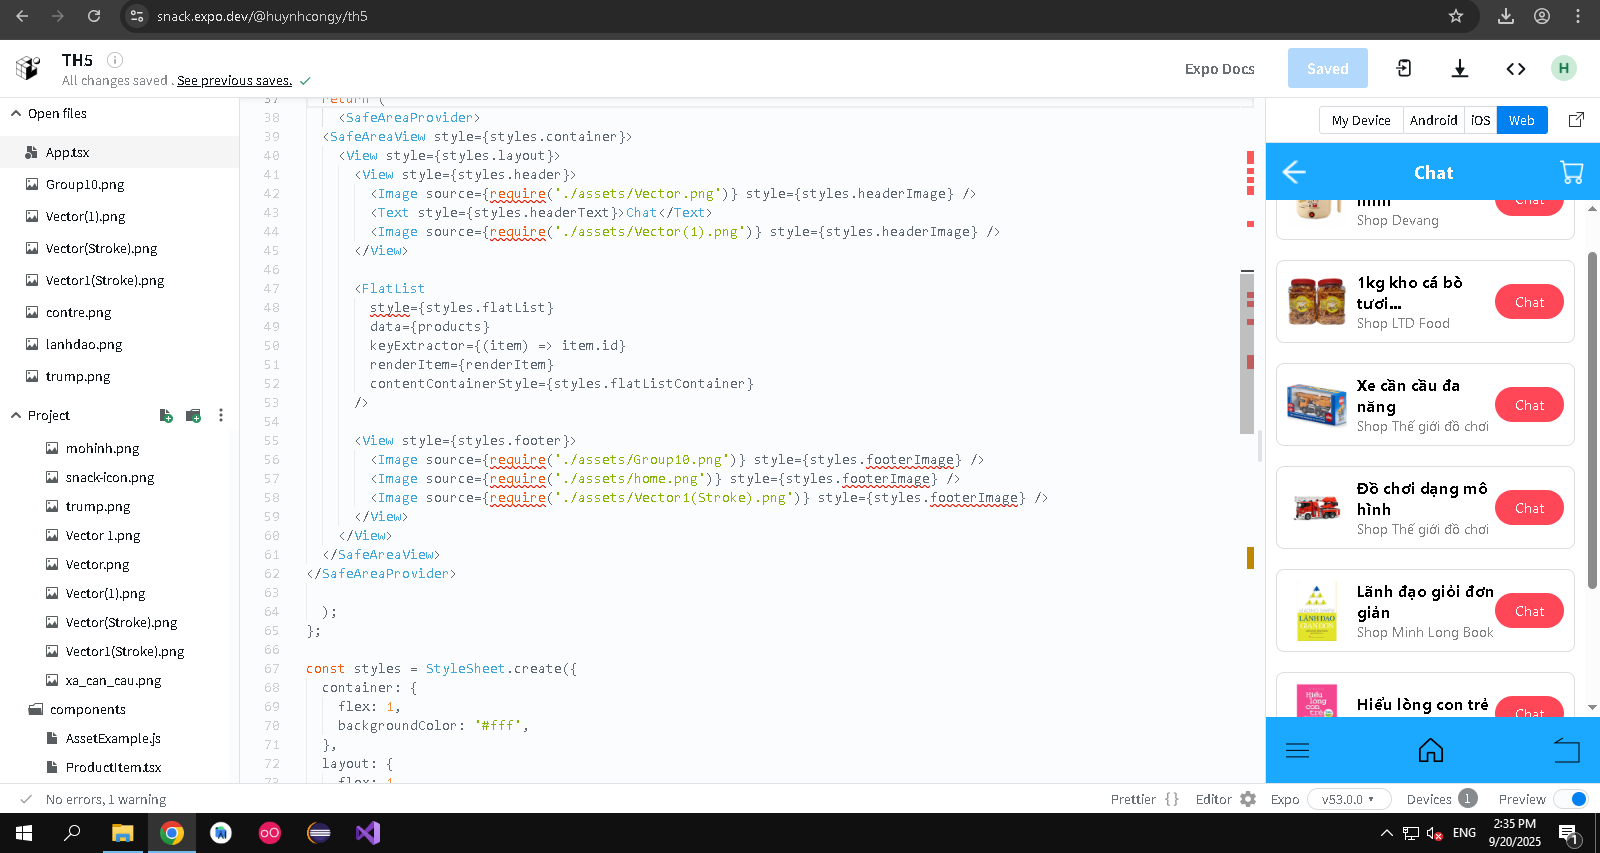 snack.expo.dev/@huynhcongy/th5
TH5
All changes saved . See previous saves.
Expo Docs
Saved
H
Open files
App.tsx
Group10.png
Vector(1).png
Vector(Stroke).png
Vector1(Stroke).png
contre.png
lanhdao.png
trump.png
Project
mohinh.png
snack-icon.png
trump.png
Vector 1.png
Vector.png
Vector(1).png
Vector(Stroke).png
Vector1(Stroke).png
xa_can_cau.png
components
AssetExample.js
ProductItem.tsx
37 return (
38 <SafeAreaProvider>
39 <SafeAreaView style={styles.container}>
40 <View style={styles.layout}>
41 <View style={styles.header}>
42 <Image source={require('./assets/Vector.png')} style={styles.headerImage} />
43 <Text style={styles.headerText}>Chat</Text>
44 <Image source={require('./assets/Vector(1).png')} style={styles.headerImage} />
45 </View>
46
47 <FlatList
48 style={styles.flatList}
49 data={products}
50 keyExtractor={(item) => item.id}
51 renderItem={renderItem}
52 contentContainerStyle={styles.flatListContainer}
53 />
54
55 <View style={styles.footer}>
56 <Image source={require('./assets/Group10.png')} style={styles.footerImage} />
57 <Image source={require('./assets/home.png')} style={styles.footerImage} />
58 <Image source={require('./assets/Vector1(Stroke).png')} style={styles.footerImage} />
59 </View>
60 </View>
61 </SafeAreaView>
62 </SafeAreaProvider>
63
64 );
65 };
66
67 const styles = StyleSheet.create({
68 container: {
69 flex: 1,
70 backgroundColor: '#fff',
71 },
72 layout: {
73 flex: 1
My Device Android iOS Web
Chat
mini
Shop Devang
Chat
1kg kho cá bò
tươi...
Shop LTD Food
Chat
Xe cần cầu đa
năng
Shop Thế giới đồ chơi
Chat
Đồ chơi dạng mô
hình
Shop Thế giới đồ chơi
Chat
LÃNH ĐẠO
Lãnh đạo giỏi đơn
giản
Shop Minh Long Book
Chat
Hiểu
lòng
con trẻ
Hiểu lòng con trẻ
Chat
No errors, 1 warning
Prettier { } Editor Expo v53.0.0 Devices 1 Preview
ENG
2:35 PM
9/20/2025
1